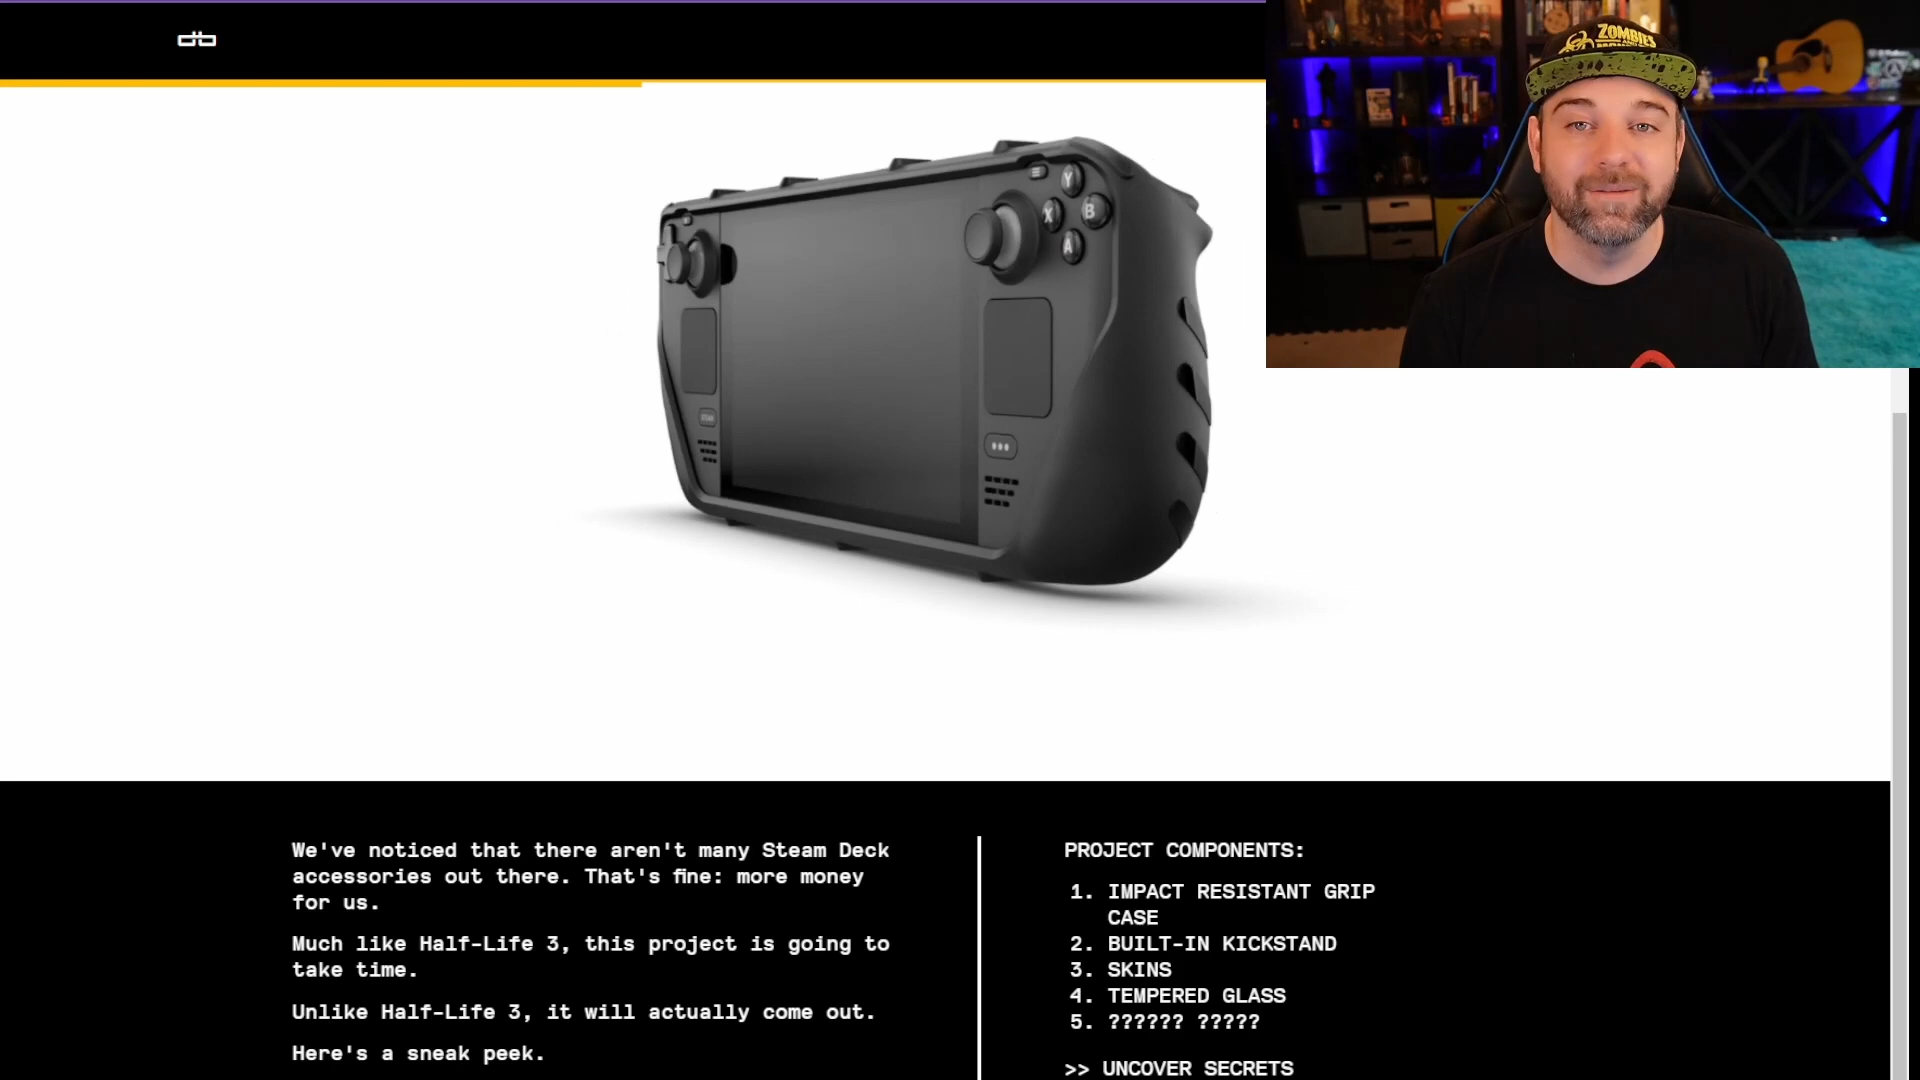 db
ZOMBIES
Y
X
B
A
STEAM
We've noticed that there aren't many Steam Deck
accessories out there. That's fine: more money
for us.
Much like Half-Life 3, this project is going to
take time.
Unlike Half-Life 3, it will actually come out.
Here's a sneak peek.
PROJECT COMPONENTS:
1. IMPACT RESISTANT GRIP
CASE
2. BUILT-IN KICKSTAND
3. SKINS
4. TEMPERED GLASS
5. ?????? ?????
>> UNCOVER SECRETS